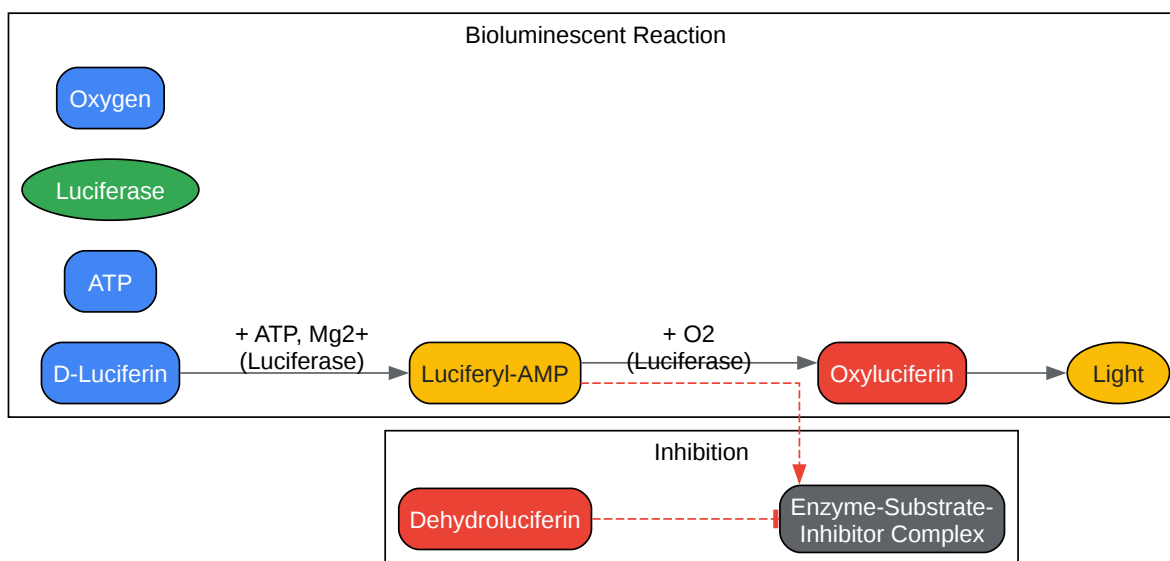 Bioluminescent Reaction
Oxygen
Luciferase
ATP
D-Luciferin
+ ATP, Mg2+
(Luciferase)
Luciferyl-AMP
+ O2
(Luciferase)
Oxyluciferin
Light
Inhibition
Dehydroluciferin
Enzyme-Substrate-
Inhibitor Complex